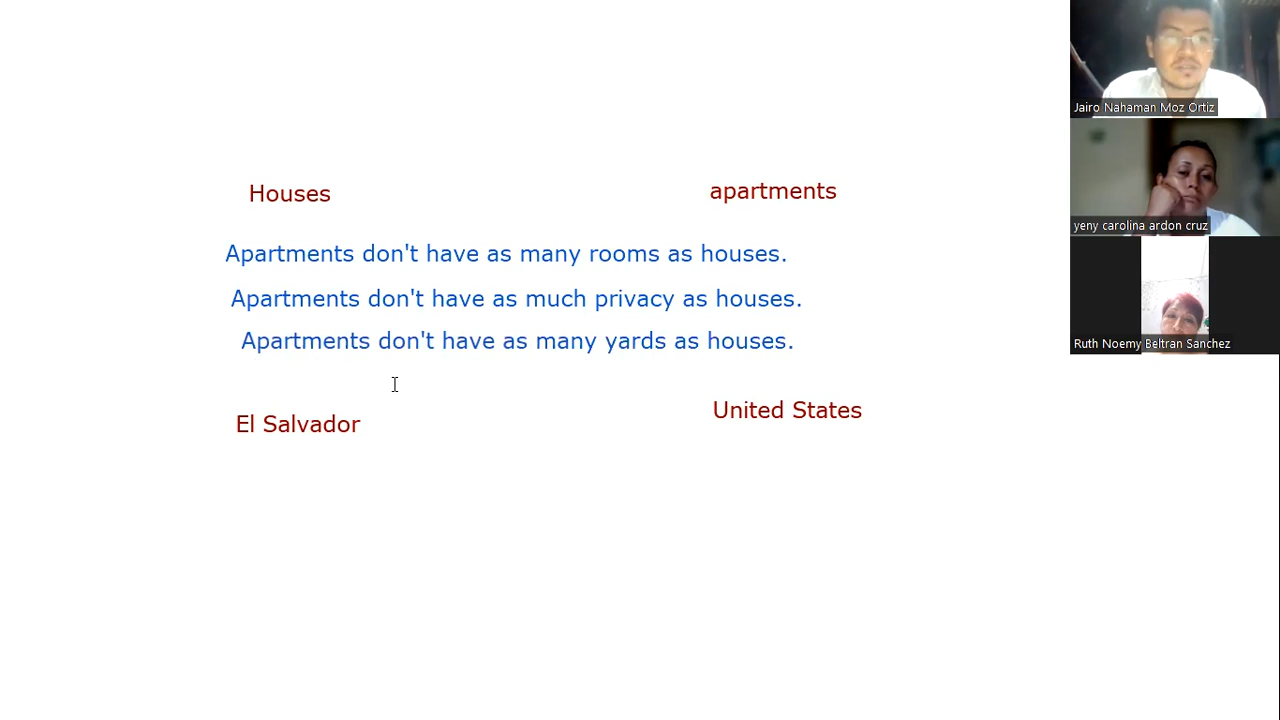 Houses
apartments
Apartments don't have as many rooms as houses.
Apartments don't have as much privacy as houses.
Apartments don't have as many yards as houses.
El Salvador
United States
Jairo Nahaman Moz Ortiz
yeny carolina ardon cruz
Ruth Noemy Beltran Sanchez